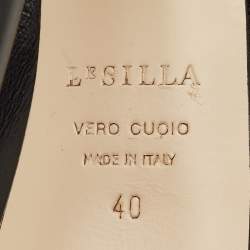 LE SILLA
VERO CUOIO
MADE IN ITALY
40